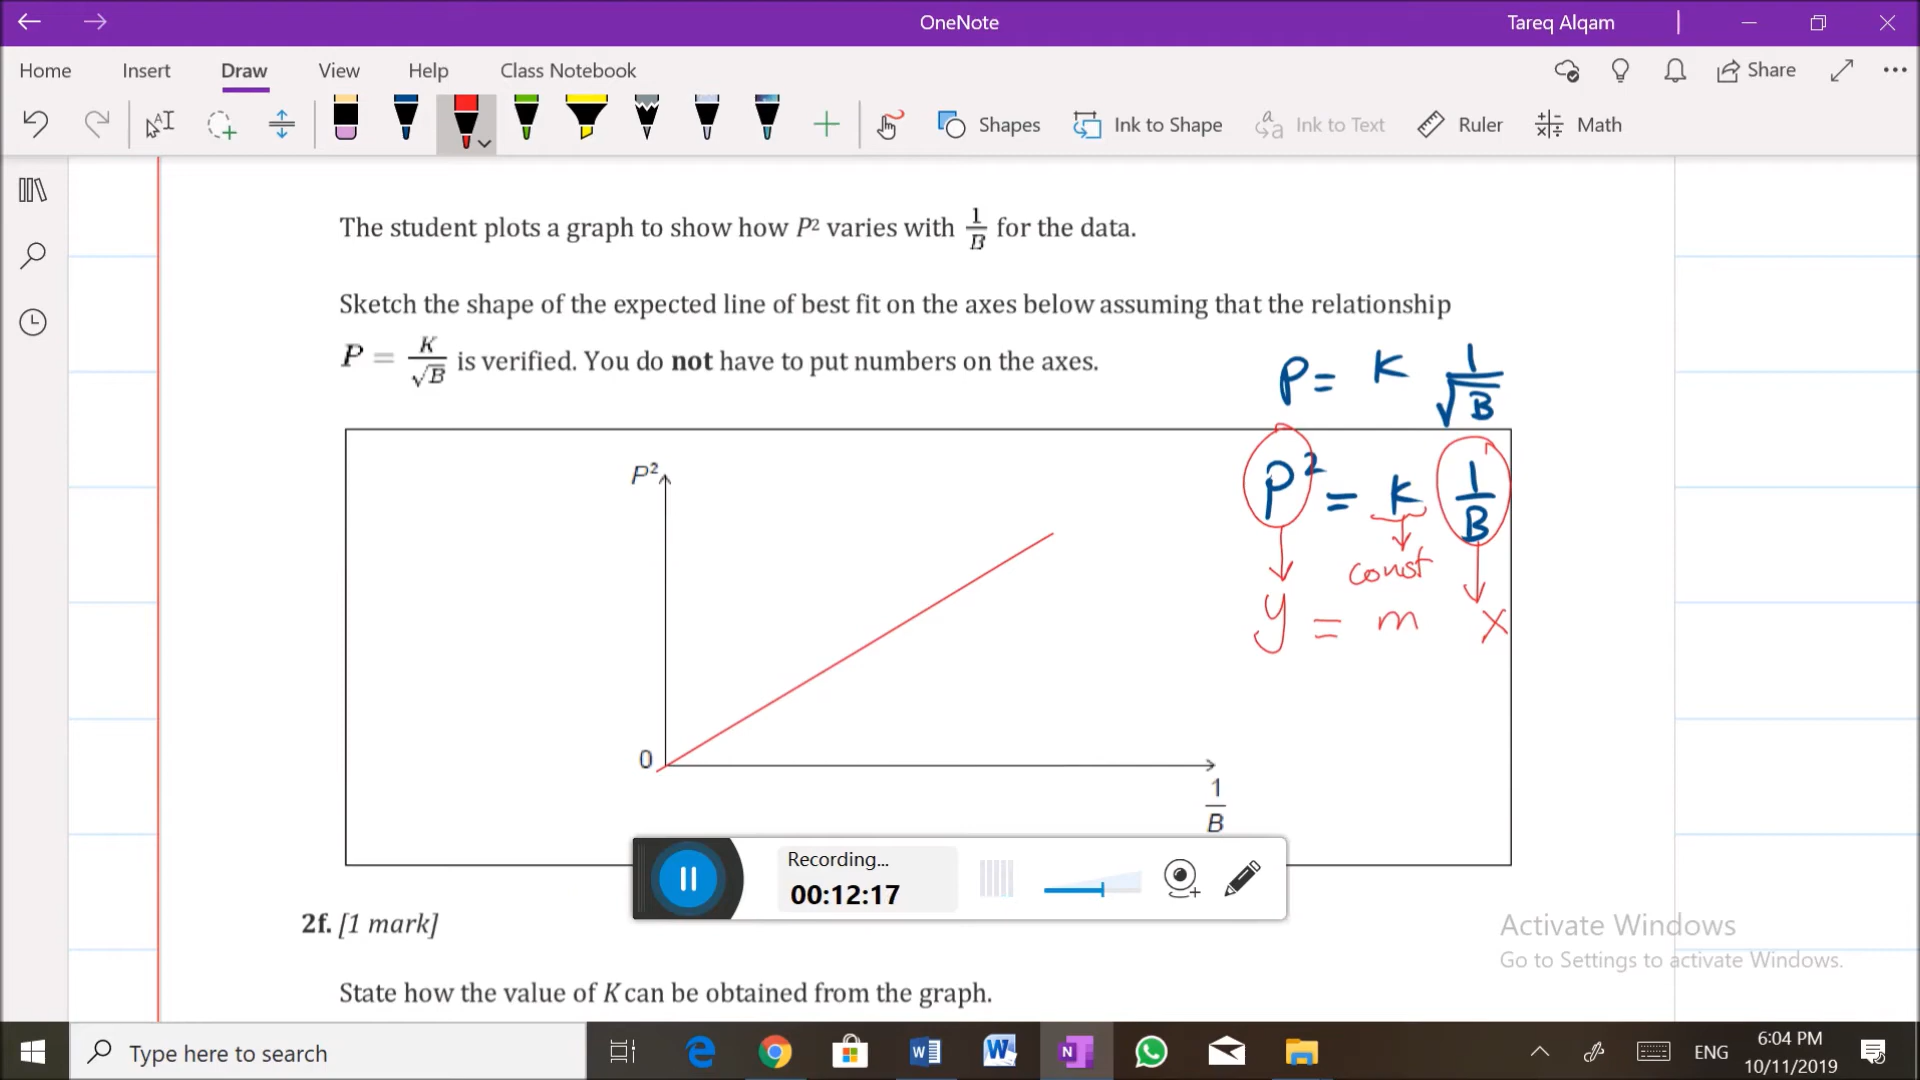 OneNote
Tareq Alqam
Home Insert Draw View Help Class Notebook
Share
Shapes Ink to Shape Ink to Text Ruler Math
The student plots a graph to show how P² varies with 1/B for the data.
Sketch the shape of the expected line of best fit on the axes below assuming that the relationship
P = K/√B is verified. You do not have to put numbers on the axes.
P = K 1/√B
P² = K 1/B
const
y = m x
P²
0
1/B
Recording...
00:12:17
2f. [1 mark]
Activate Windows
Go to Settings to activate Windows.
State how the value of K can be obtained from the graph.
Type here to search
ENG
6:04 PM
10/11/2019